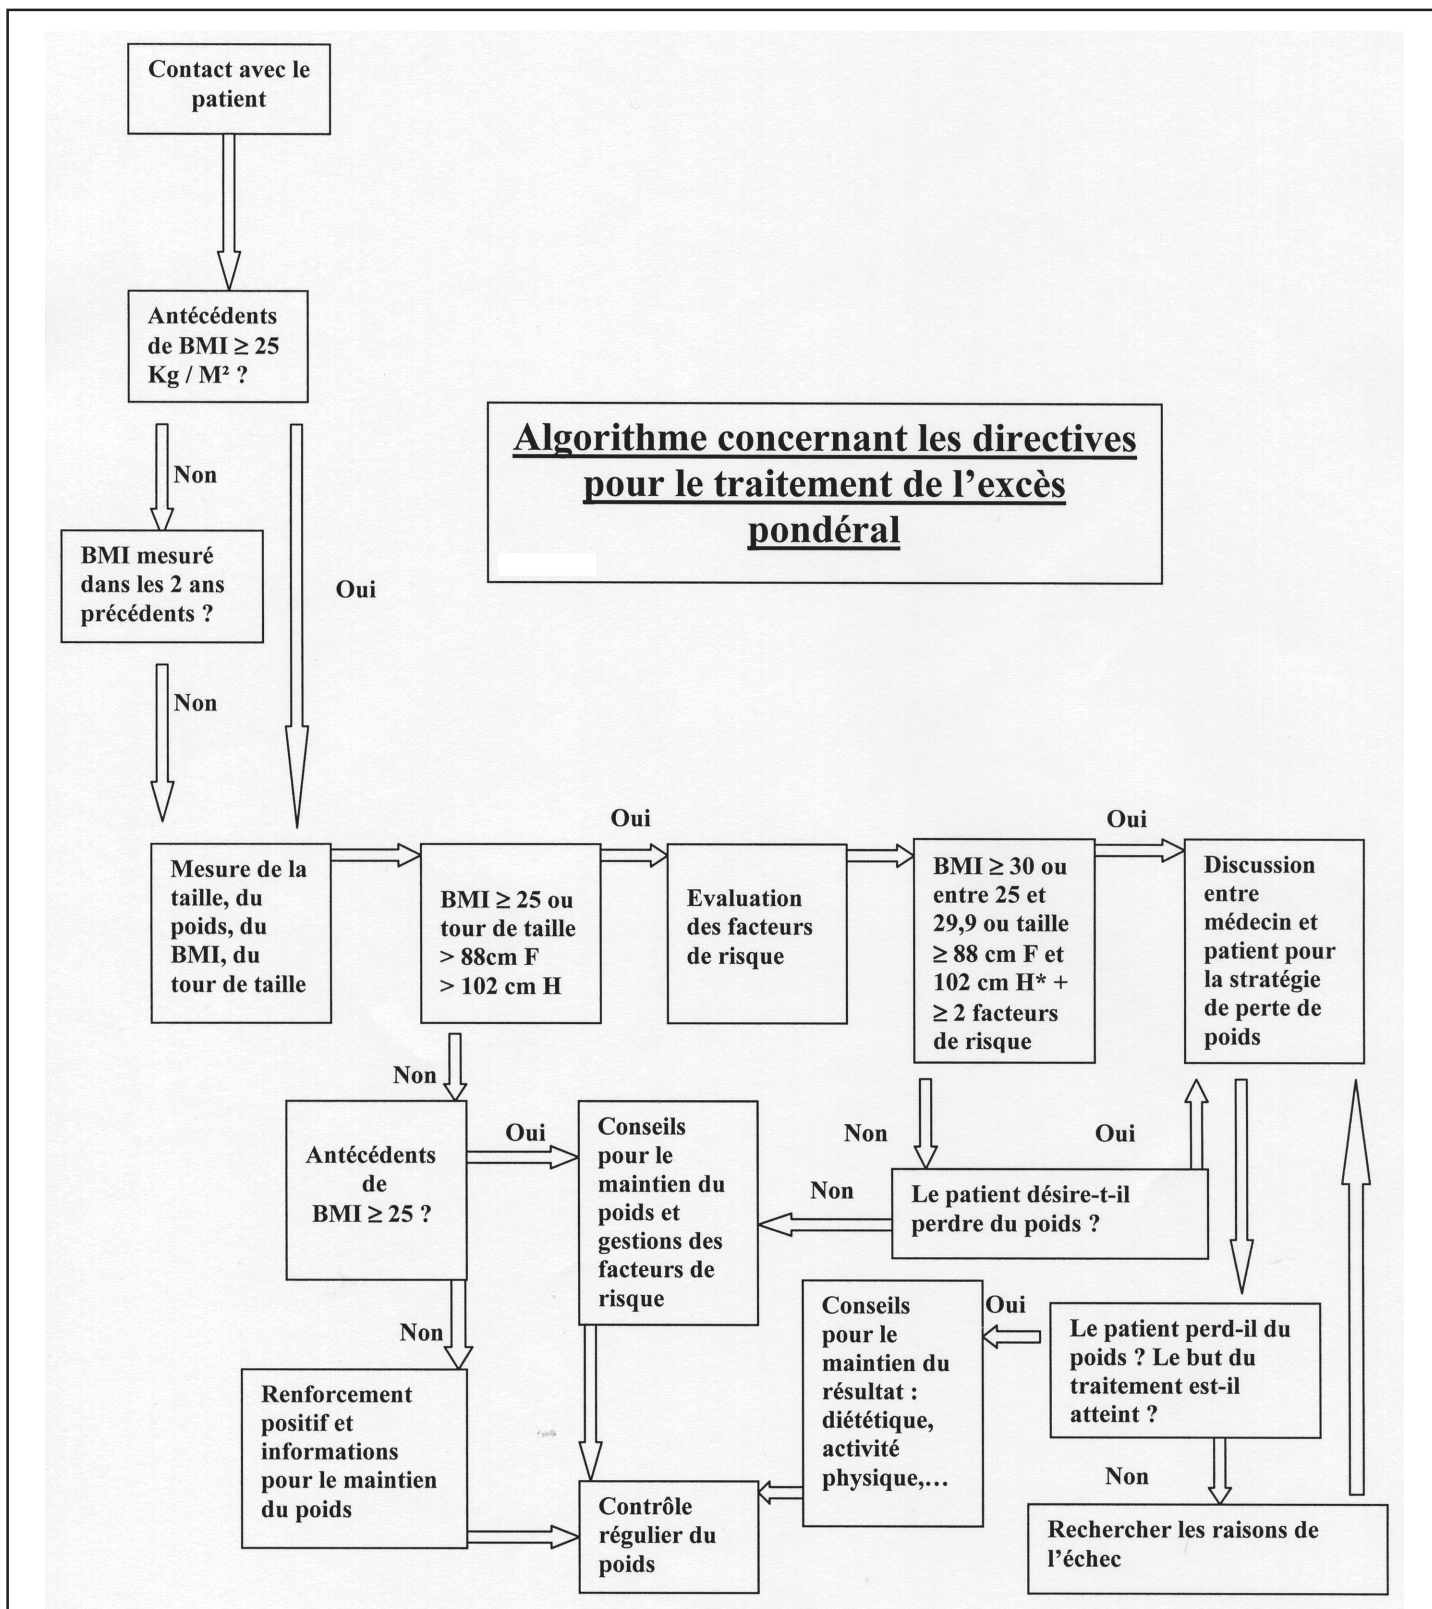 Contact avec le
patient
Antécédents
de BMI ≥ 25
Kg / M² ?
Algorithme concernant les directives
pour le traitement de l’excès
pondéral
Non
BMI mesuré
dans les 2 ans
précédents ?
Oui
Non
Mesure de la
taille, du
poids, du
BMI, du
tour de taille
BMI ≥ 25 ou
tour de taille
> 88cm F
> 102 cm H
Oui
Evaluation
des facteurs
de risque
BMI ≥ 30 ou
entre 25 et
29,9 ou taille
≥ 88 cm F et
102 cm H* +
≥ 2 facteurs
de risque
Oui
Discussion
entre
médecin et
patient pour
la stratégie
de perte de
poids
Non
Antécédents
de
BMI ≥ 25 ?
Oui
Conseils
pour le
maintien du
poids et
gestions des
facteurs de
risque
Non
Oui
Non
Le patient désire-t-il
perdre du poids ?
Non
Renforcement
positif et
informations
pour le maintien
du poids
Conseils
pour le
maintien du
résultat :
diététique,
activité
physique,…
Oui
Le patient perd-il du
poids ? Le but du
traitement est-il
atteint ?
Non
Contrôle
régulier du
poids
Rechercher les raisons de
l’échec